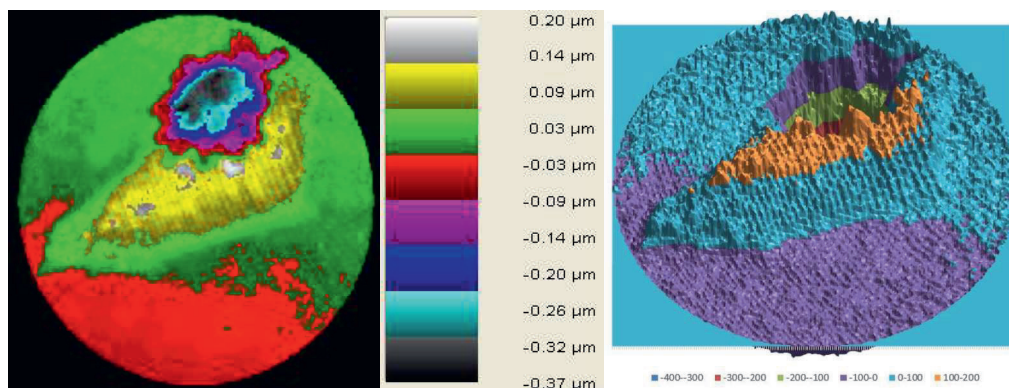 0.20 µm
0.14 µm
0.09 µm
0.03 µm
-0.03 µm
-0.09 µm
-0.14 µm
-0.20 µm
-0.26 µm
-0.32 µm
-0.37 µm
-400--300 -300--200 -200--100 -100-0 0-100 100-200